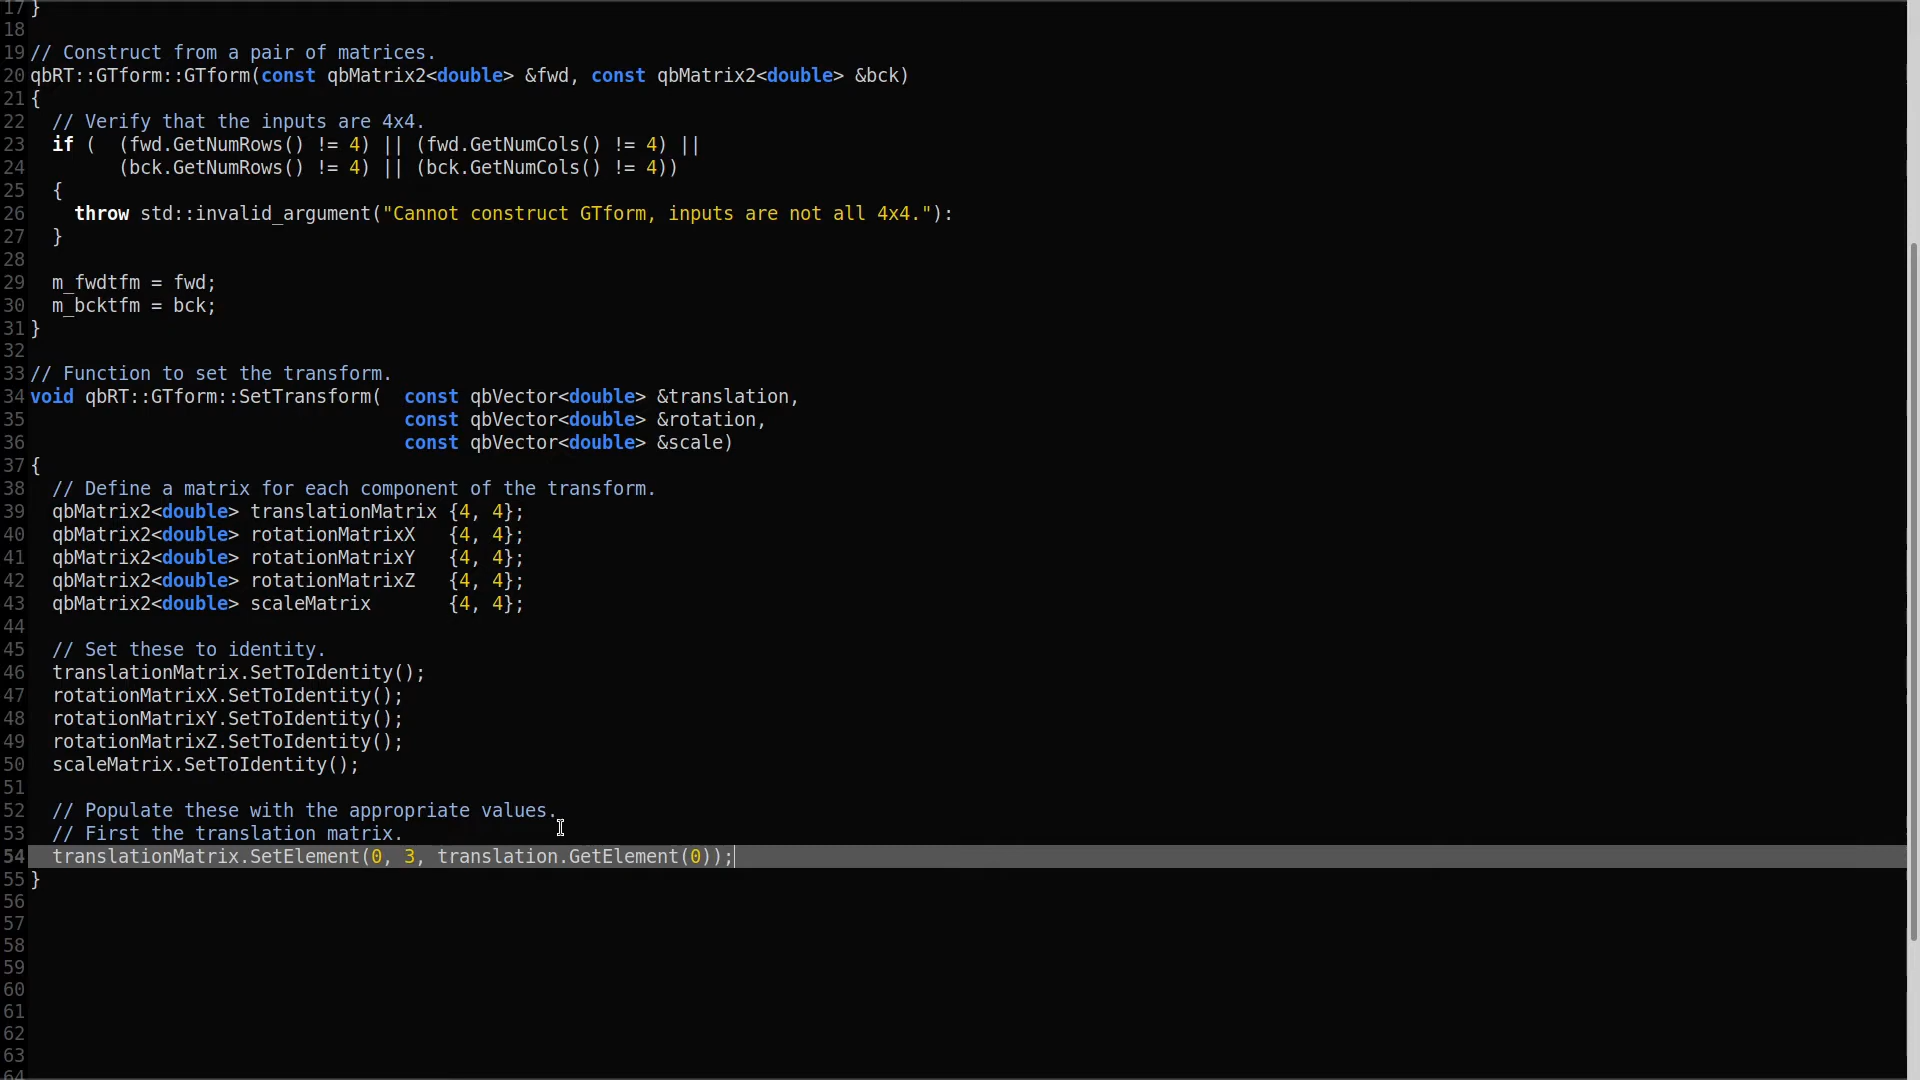 17 }
18
19 // Construct from a pair of matrices.
20 qbRT::GTform::GTform(const qbMatrix2<double> &fwd, const qbMatrix2<double> &bck)
21 {
22   // Verify that the inputs are 4x4.
23   if (  (fwd.GetNumRows() != 4) || (fwd.GetNumCols() != 4) ||
24         (bck.GetNumRows() != 4) || (bck.GetNumCols() != 4))
25   {
26     throw std::invalid_argument("Cannot construct GTform, inputs are not all 4x4."):
27   }
28
29   m_fwdtfm = fwd;
30   m_bcktfm = bck;
31 }
32
33 // Function to set the transform.
34 void qbRT::GTform::SetTransform(  const qbVector<double> &translation,
35                                   const qbVector<double> &rotation,
36                                   const qbVector<double> &scale)
37 {
38   // Define a matrix for each component of the transform.
39   qbMatrix2<double> translationMatrix {4, 4};
40   qbMatrix2<double> rotationMatrixX   {4, 4};
41   qbMatrix2<double> rotationMatrixY   {4, 4};
42   qbMatrix2<double> rotationMatrixZ   {4, 4};
43   qbMatrix2<double> scaleMatrix       {4, 4};
44
45   // Set these to identity.
46   translationMatrix.SetToIdentity();
47   rotationMatrixX.SetToIdentity();
48   rotationMatrixY.SetToIdentity();
49   rotationMatrixZ.SetToIdentity();
50   scaleMatrix.SetToIdentity();
51
52   // Populate these with the appropriate values.
53   // First the translation matrix.
54   translationMatrix.SetElement(0, 3, translation.GetElement(0));
55 }
56
57
58
59
60
61
62
63
64